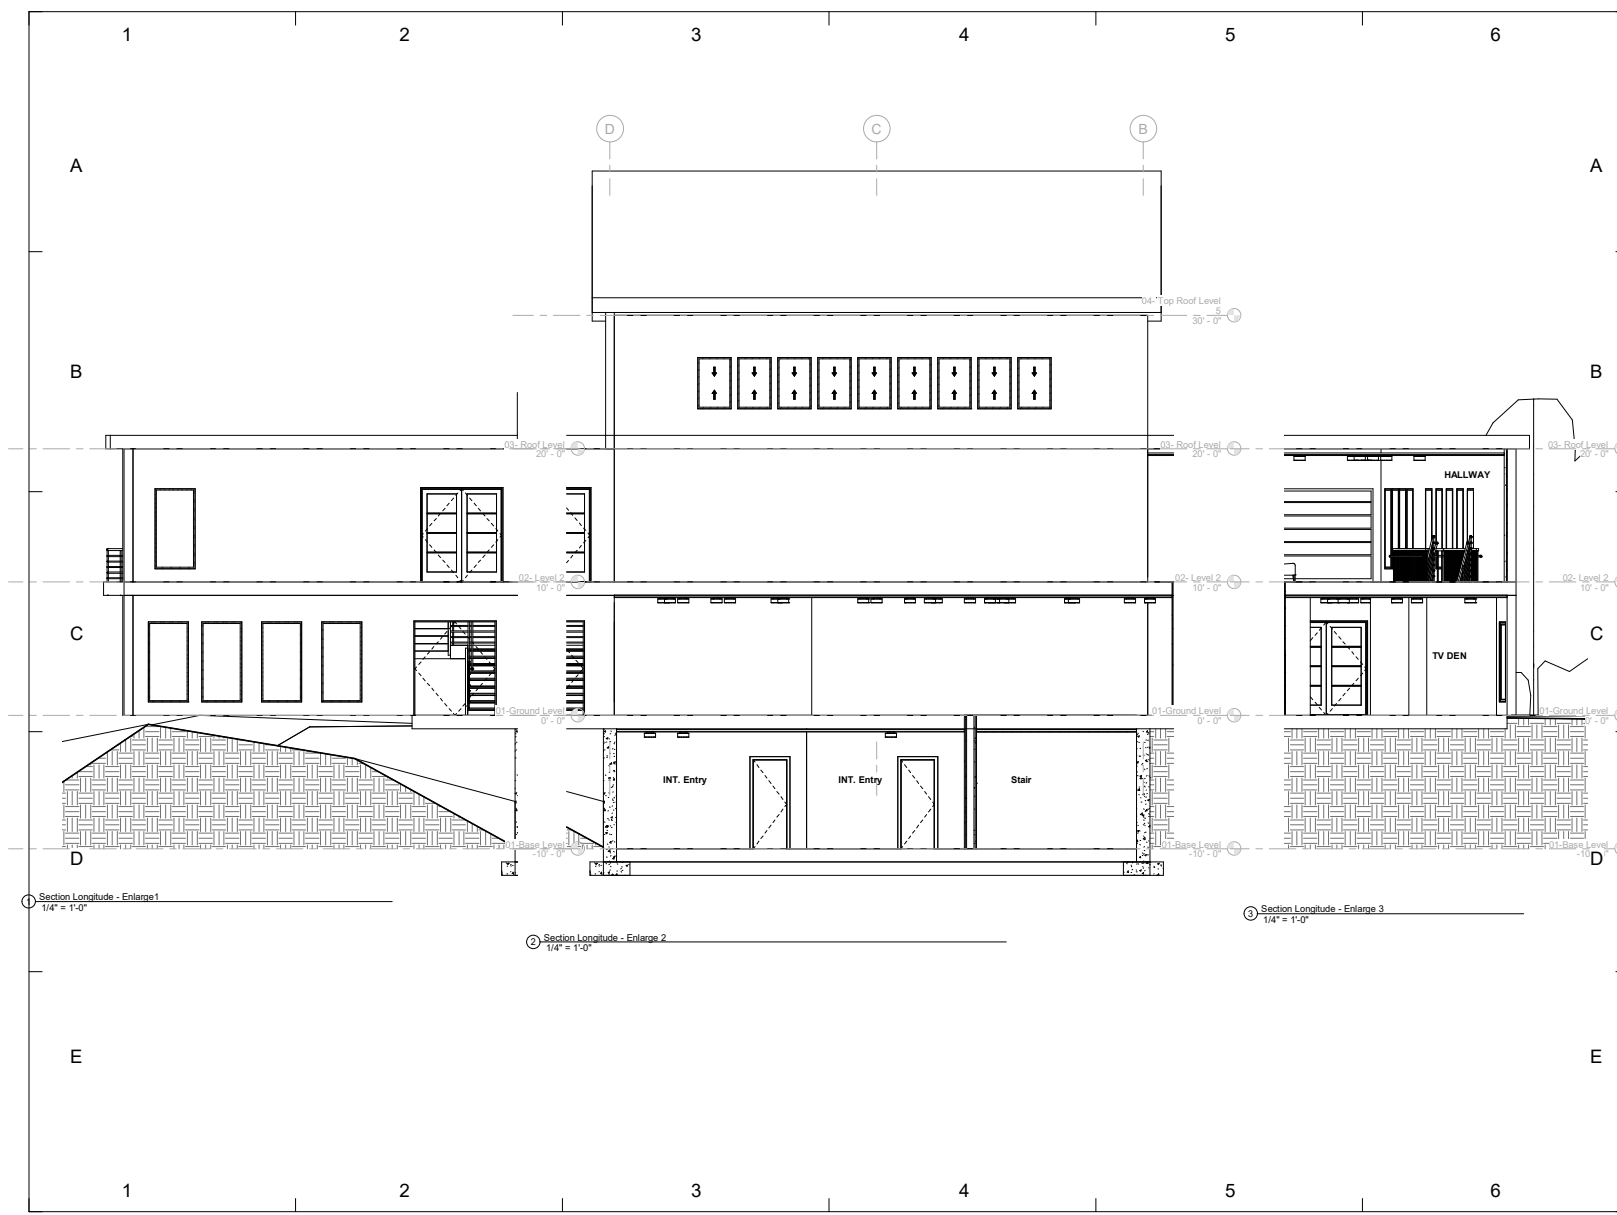 1 2 3 4 5 6
D C B
A A
04- Top Roof Level
5
30' - 0"
B B
03- Roof Level
20' - 0"
03- Roof Level
20' - 0"
03- Roof Level
20' - 0"
HALLWAY
02- Level 2
10' - 0"
02- Level 2
10' - 0"
02- Level 2
10' - 0"
C C
TV DEN
01-Ground Level
0' - 0"
01-Ground Level
0' - 0"
01-Ground Level
0' - 0"
INT. Entry INT. Entry Stair
01-Base Level
-10' - 0"
01-Base Level
-10' - 0"
01-Base Level
D D
1 Section Longitude - Enlarge1
1/4" = 1'-0"
3 Section Longitude - Enlarge 3
1/4" = 1'-0"
2 Section Longitude - Enlarge 2
1/4" = 1'-0"
E E
1 2 3 4 5 6